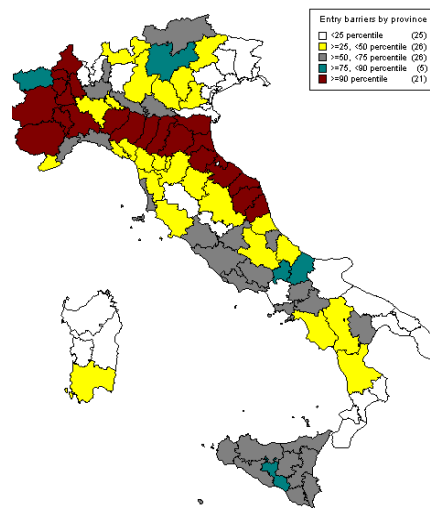 Entry barriers by province
<25 percentile (25)
>=25, <50 percentile (26)
>=50, <75 percentile (26)
>=75, <90 percentile (5)
>=90 percentile (21)